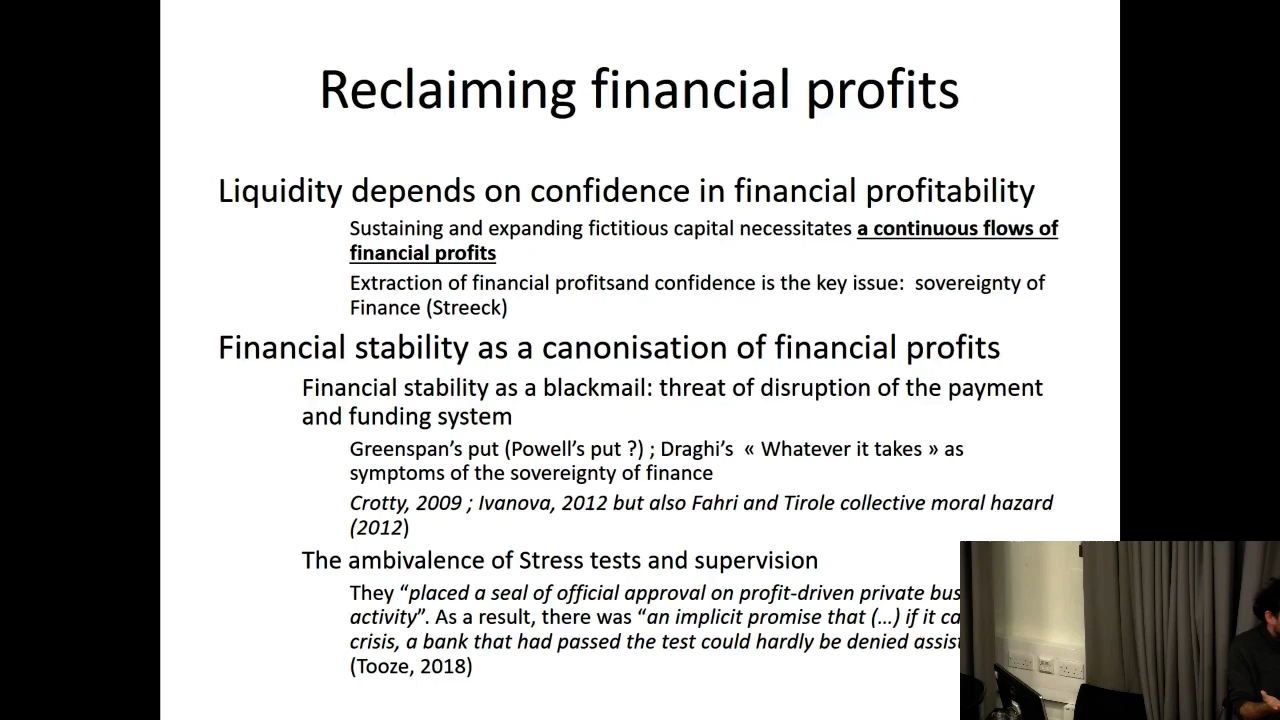 Reclaiming financial profits
Liquidity depends on confidence in financial profitability
Sustaining and expanding fictitious capital necessitates a continuous flows of
financial profits
Extraction of financial profitsand confidence is the key issue:  sovereignty of
Finance (Streeck)
Financial stability as a canonisation of financial profits
Financial stability as a blackmail: threat of disruption of the payment
and funding system
Greenspan’s put (Powell’s put ?) ; Draghi’s  « Whatever it takes » as
symptoms of the sovereignty of finance
Crotty, 2009 ; Ivanova, 2012 but also Fahri and Tirole collective moral hazard
(2012)
The ambivalence of Stress tests and supervision
They “placed a seal of official approval on profit-driven private
activity”. As a result, there was “an implicit promise that (…) if it
crisis, a bank that had passed the test could hardly be denied
(Tooze, 2018)